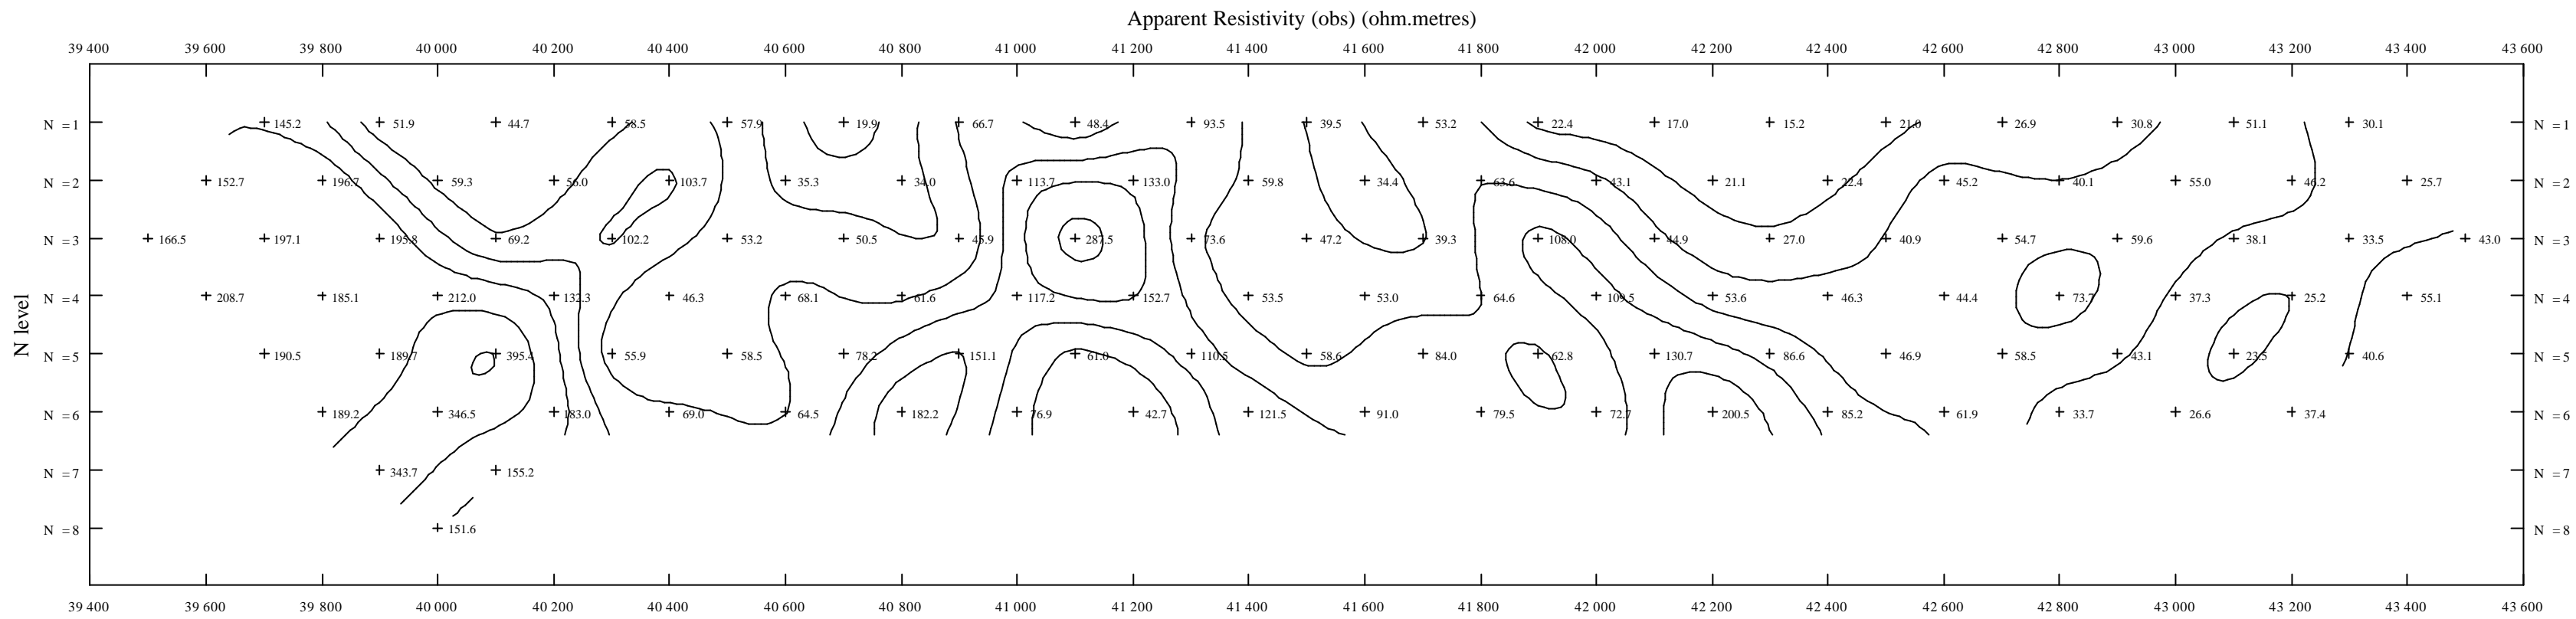 Apparent Resistivity (obs) (ohm.metres)
39 400 39 600 39 800 40 000 40 200 40 400 40 600 40 800 41 000 41 200 41 400 41 600 41 800 42 000 42 200 42 400 42 600 42 800 43 000 43 200 43 400 43 600
N = 1 145.2 51.9 44.7 58.5 57.9 19.9 66.7 48.4 93.5 39.5 53.2 22.4 17.0 15.2 21.0 26.9 30.8 51.1 30.1 N = 1
N = 2 152.7 196.7 59.3 56.0 103.7 35.3 34.0 113.7 133.0 59.8 34.4 63.6 43.1 21.1 22.4 45.2 40.1 55.0 46.2 25.7 N = 2
N = 3 166.5 197.1 195.8 69.2 102.2 53.2 50.5 45.9 287.5 73.6 47.2 39.3 108.0 44.9 27.0 40.9 54.7 59.6 38.1 33.5 43.0 N = 3
N = 4 208.7 185.1 212.0 132.3 46.3 68.1 61.6 117.2 152.7 53.5 53.0 64.6 109.5 53.6 46.3 44.4 73.7 37.3 25.2 55.1 N = 4
N level
N = 5 190.5 189.7 395.4 55.9 58.5 78.2 151.1 61.0 110.5 58.6 84.0 62.8 130.7 86.6 46.9 58.5 43.1 23.5 40.6 N = 5
N = 6 189.2 346.5 183.0 69.0 64.5 182.2 76.9 42.7 121.5 91.0 79.5 72.7 200.5 85.2 61.9 33.7 26.6 37.4 N = 6
N = 7 343.7 155.2 N = 7
N = 8 151.6 N = 8
39 400 39 600 39 800 40 000 40 200 40 400 40 600 40 800 41 000 41 200 41 400 41 600 41 800 42 000 42 200 42 400 42 600 42 800 43 000 43 200 43 400 43 600